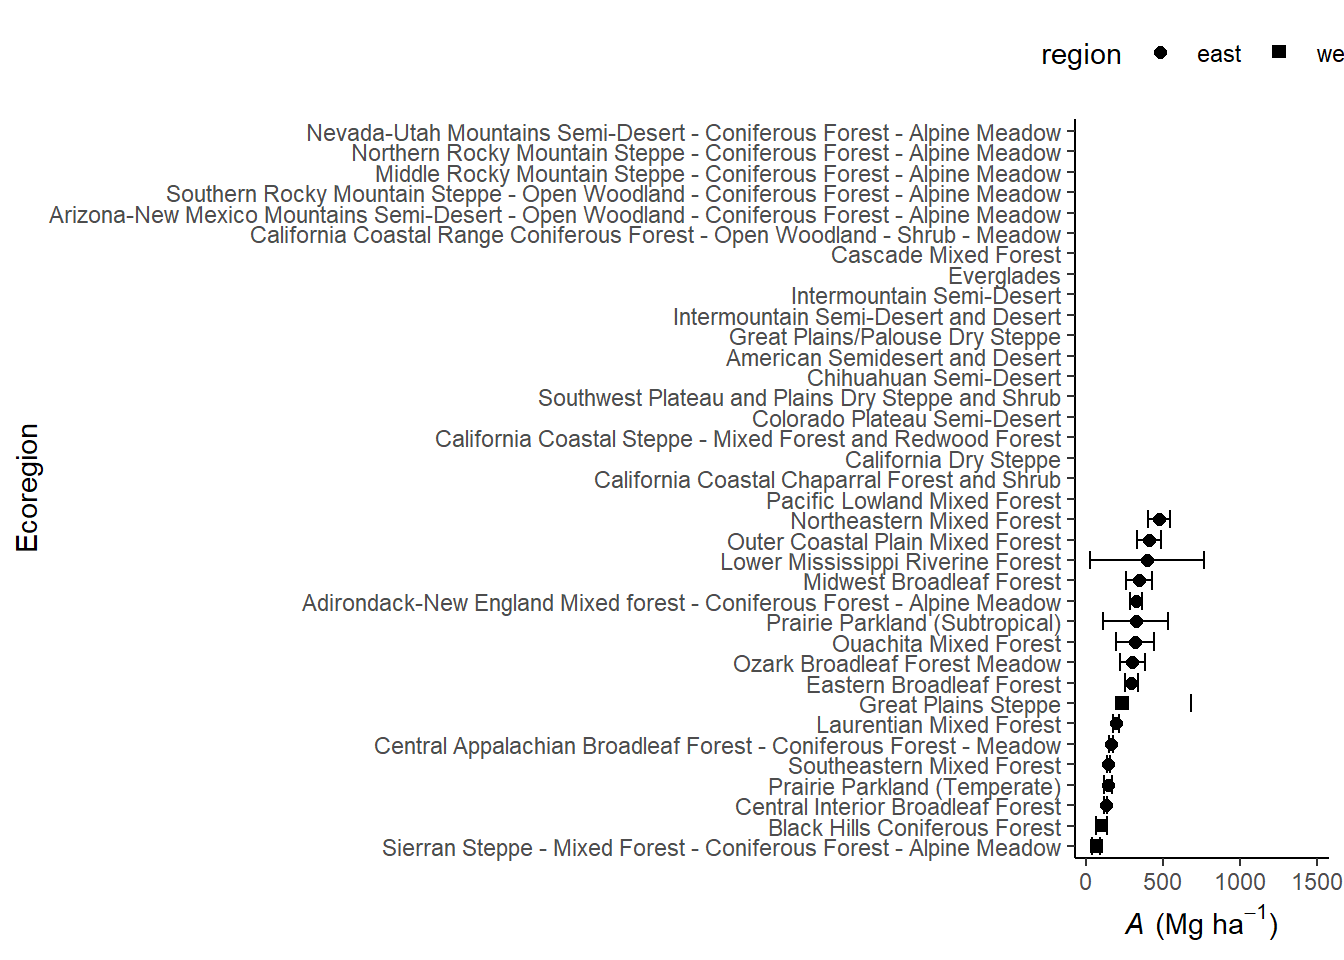 region east we
Nevada-Utah Mountains Semi-Desert - Coniferous Forest - Alpine Meadow
Northern Rocky Mountain Steppe - Coniferous Forest - Alpine Meadow
Middle Rocky Mountain Steppe - Coniferous Forest - Alpine Meadow
Southern Rocky Mountain Steppe - Open Woodland - Coniferous Forest - Alpine Meadow
Arizona-New Mexico Mountains Semi-Desert - Open Woodland - Coniferous Forest - Alpine Meadow
California Coastal Range Coniferous Forest - Open Woodland - Shrub - Meadow
Cascade Mixed Forest
Everglades
Intermountain Semi-Desert
Intermountain Semi-Desert and Desert
Great Plains/Palouse Dry Steppe
American Semidesert and Desert
Chihuahuan Semi-Desert
Southwest Plateau and Plains Dry Steppe and Shrub
Colorado Plateau Semi-Desert
California Coastal Steppe - Mixed Forest and Redwood Forest
California Dry Steppe
California Coastal Chaparral Forest and Shrub
Pacific Lowland Mixed Forest
Northeastern Mixed Forest
Outer Coastal Plain Mixed Forest
Lower Mississippi Riverine Forest
Midwest Broadleaf Forest
Adirondack-New England Mixed forest - Coniferous Forest - Alpine Meadow
Prairie Parkland (Subtropical)
Ouachita Mixed Forest
Ozark Broadleaf Forest Meadow
Eastern Broadleaf Forest
Great Plains Steppe
Laurentian Mixed Forest
Central Appalachian Broadleaf Forest - Coniferous Forest - Meadow
Southeastern Mixed Forest
Prairie Parkland (Temperate)
Central Interior Broadleaf Forest
Black Hills Coniferous Forest
Sierran Steppe - Mixed Forest - Coniferous Forest - Alpine Meadow
Ecoregion
0 500 1000 1500
A (Mg ha⁻¹)